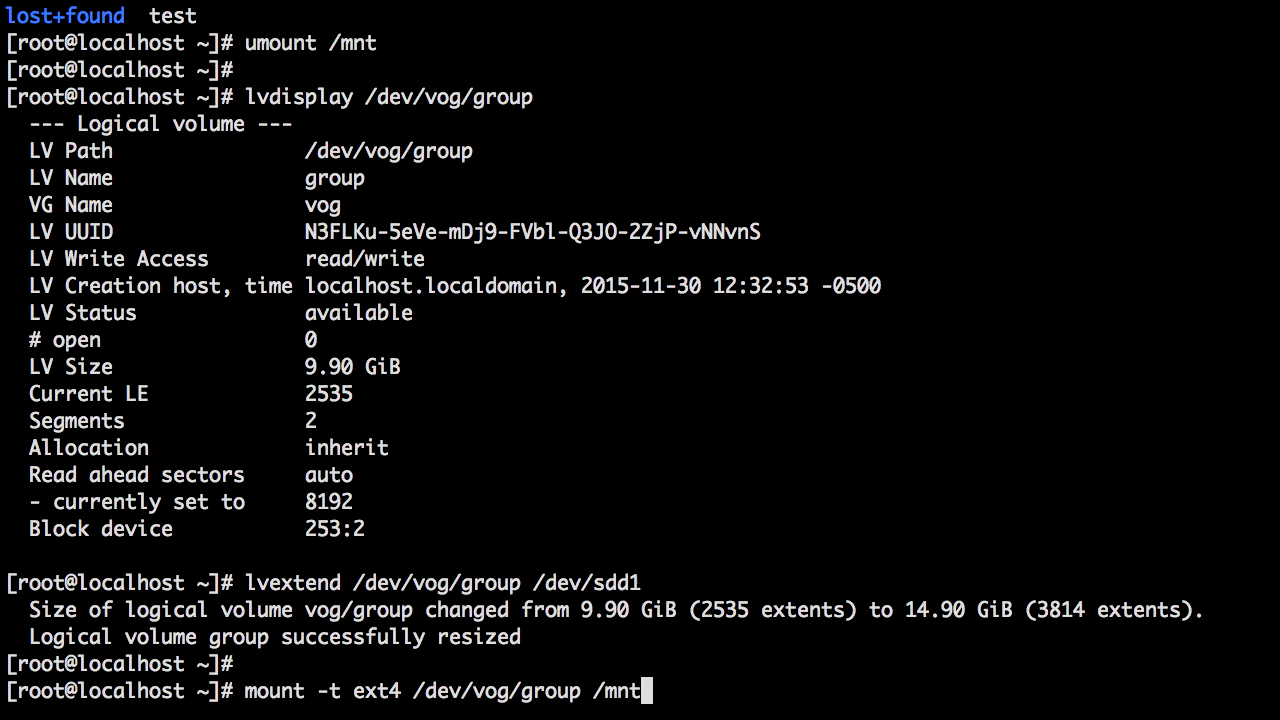 lost+found  test
[root@localhost ~]# umount /mnt
[root@localhost ~]#
[root@localhost ~]# lvdisplay /dev/vog/group
  --- Logical volume ---
  LV Path                /dev/vog/group
  LV Name                group
  VG Name                vog
  LV UUID                N3FLKu-5eVe-mDj9-FVbl-Q3JO-2ZjP-vNNvnS
  LV Write Access        read/write
  LV Creation host, time localhost.localdomain, 2015-11-30 12:32:53 -0500
  LV Status              available
  # open                 0
  LV Size                9.90 GiB
  Current LE             2535
  Segments               2
  Allocation             inherit
  Read ahead sectors     auto
  - currently set to     8192
  Block device           253:2

[root@localhost ~]# lvextend /dev/vog/group /dev/sdd1
  Size of logical volume vog/group changed from 9.90 GiB (2535 extents) to 14.90 GiB (3814 extents).
  Logical volume group successfully resized
[root@localhost ~]#
[root@localhost ~]# mount -t ext4 /dev/vog/group /mnt